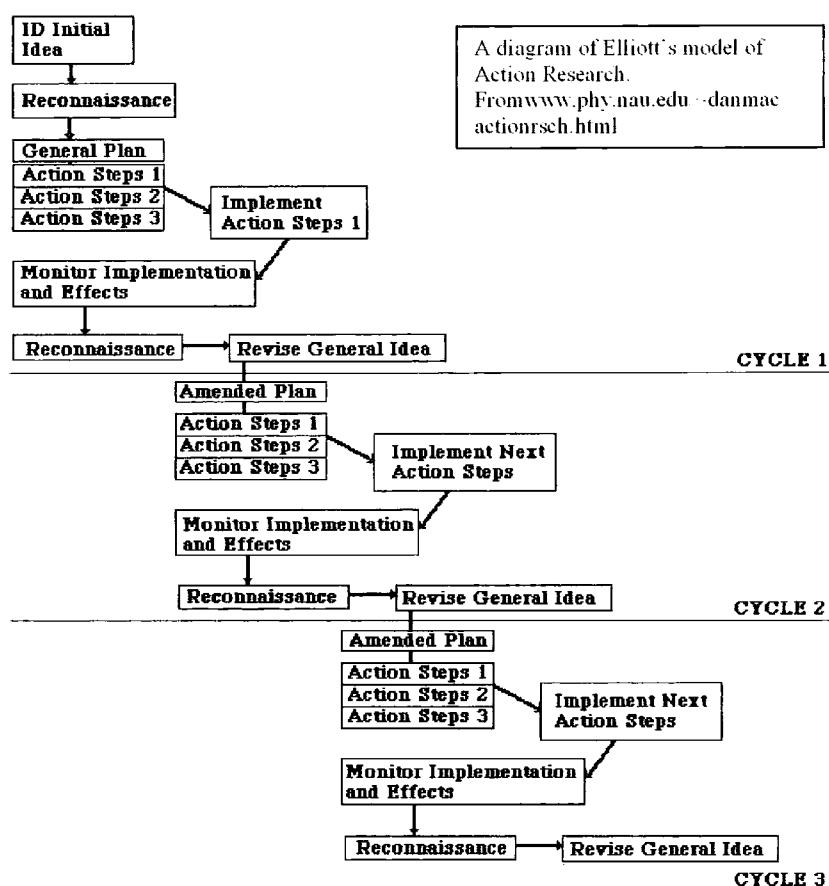 ID Initial
Idea
A diagram of Elliott's model of
Action Research.
Fromwww.phy.nau.edu ~danmac
actionrsch.html
Reconnaissance
General Plan
Action Steps 1
Action Steps 2
Action Steps 3
Implement
Action Steps 1
Monitor Implementation
and Effects
Reconnaissance
Revise General Idea
CYCLE 1
Amended Plan
Action Steps 1
Action Steps 2
Action Steps 3
Implement Next
Action Steps
Monitor Implementation
and Effects
Reconnaissance
Revise General Idea
CYCLE 2
Amended Plan
Action Steps 1
Action Steps 2
Action Steps 3
Implement Next
Action Steps
Monitor Implementation
and Effects
Reconnaissance
Revise General Idea
CYCLE 3